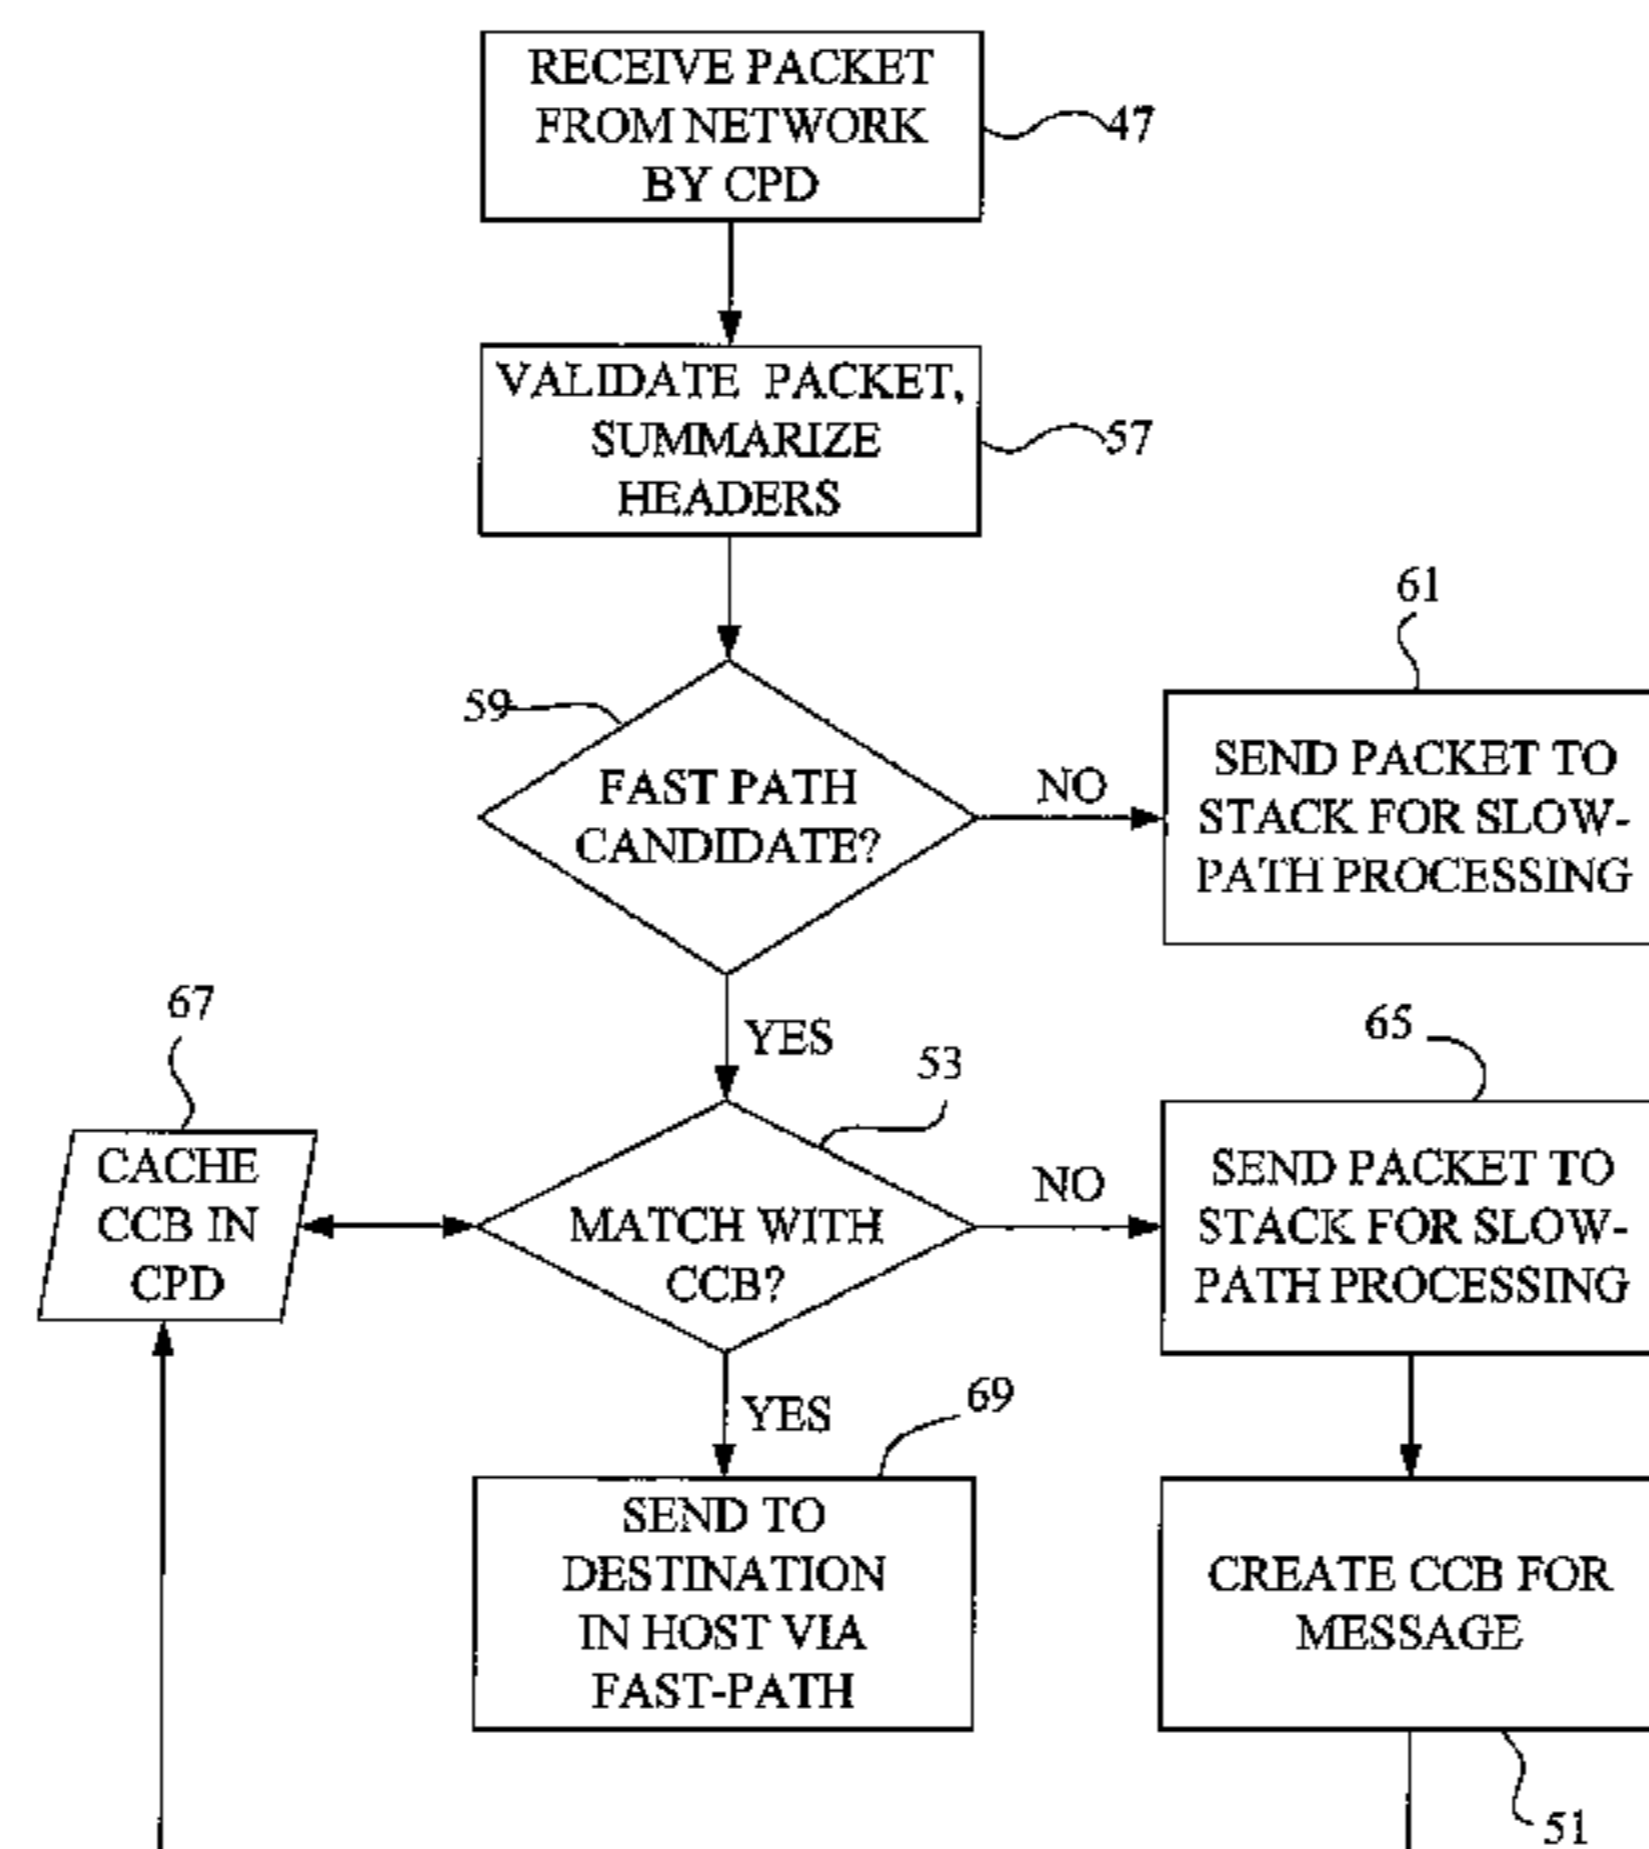 RECEIVE PACKET
FROM NETWORK
BY CPD
47
VALIDATE PACKET,
SUMMARIZE
HEADERS
57
59
FAST PATH
CANDIDATE?
NO
61
SEND PACKET TO
STACK FOR SLOW-
PATH PROCESSING
YES
67
CACHE
CCB IN
CPD
53
MATCH WITH
CCB?
NO
65
SEND PACKET TO
STACK FOR SLOW-
PATH PROCESSING
YES
69
SEND TO
DESTINATION
IN HOST VIA
FAST-PATH
CREATE CCB FOR
MESSAGE
51